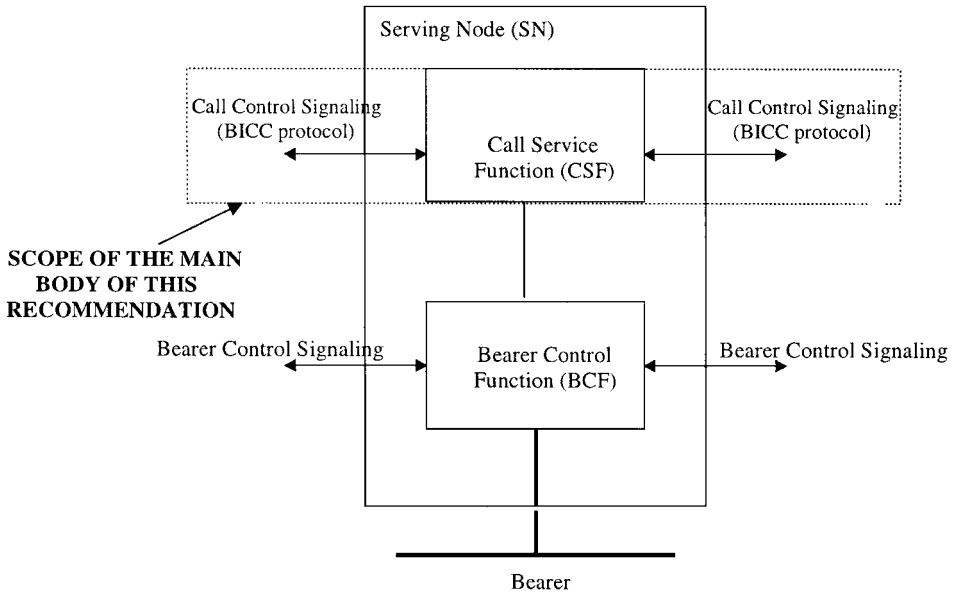 Serving Node (SN)
Call Control Signaling
(BICC protocol)
Call Control Signaling
(BICC protocol)
Call Service
Function (CSF)
SCOPE OF THE MAIN
BODY OF THIS
RECOMMENDATION
Bearer Control Signaling
Bearer Control
Function (BCF)
Bearer Control Signaling
Bearer